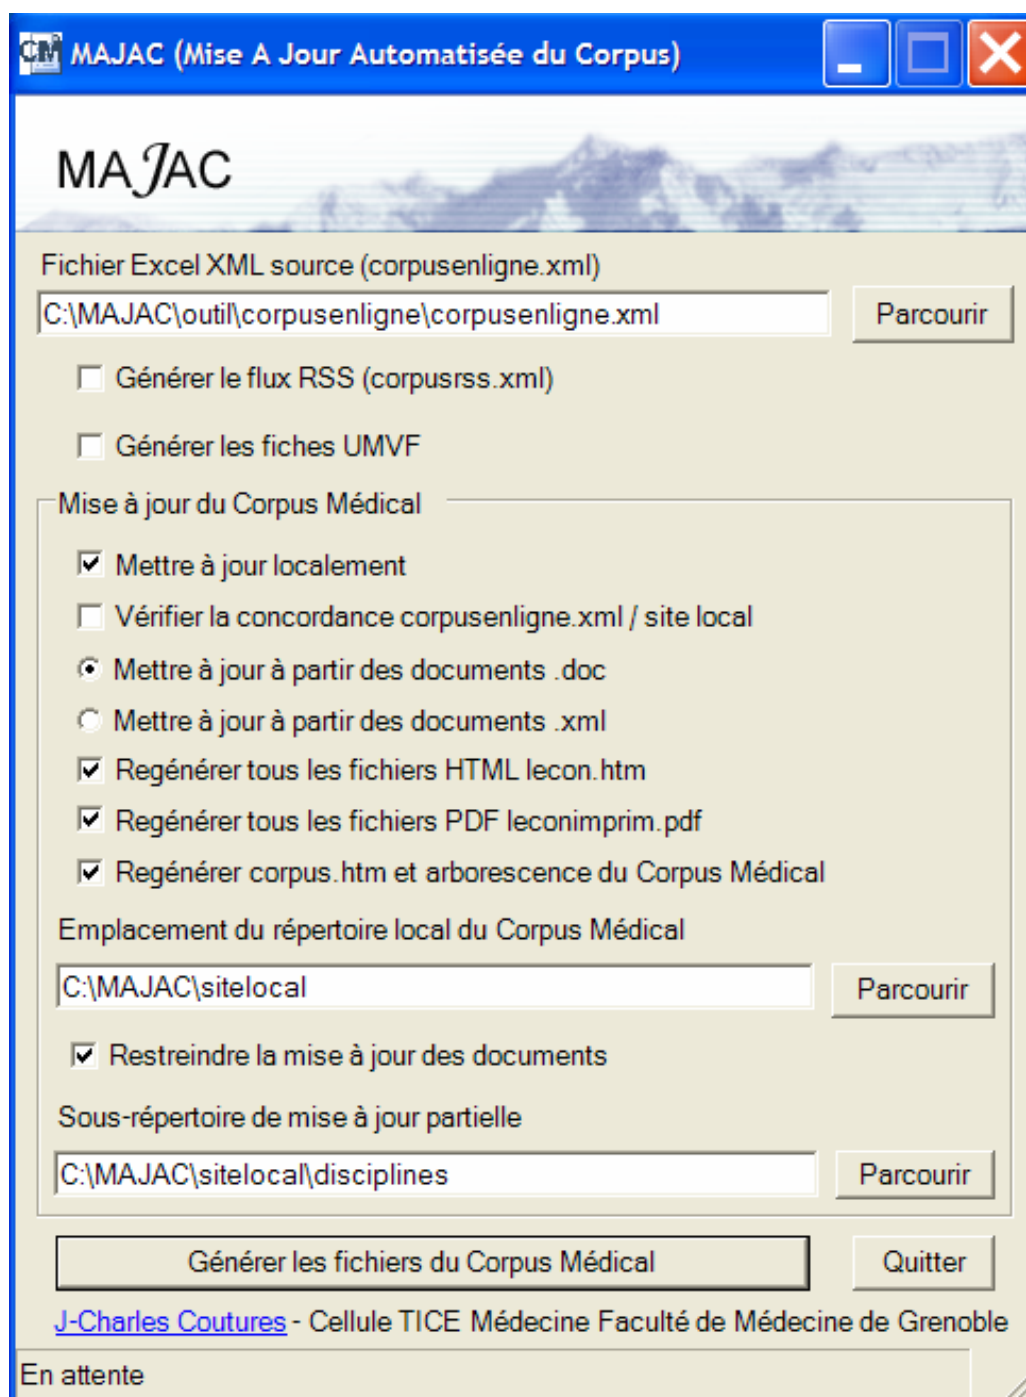 MAJAC (Mise A Jour Automatisée du Corpus)
MAJAC
Fichier Excel XML source (corpusenligne.xml)
C:\MAJAC\outil\corpusenligne\corpusenligne.xml
Parcourir
Générer le flux RSS (corpusrss.xml)
Générer les fiches UMVF
Mise à jour du Corpus Médical
Mettre à jour localement
Vérifier la concordance corpusenligne.xml / site local
Mettre à jour à partir des documents .doc
Mettre à jour à partir des documents .xml
Regénérer tous les fichiers HTML lecon.htm
Regénérer tous les fichiers PDF leconimprim.pdf
Regénérer corpus.htm et arborescence du Corpus Médical
Emplacement du répertoire local du Corpus Médical
C:\MAJAC\sitelocal
Parcourir
Restreindre la mise à jour des documents
Sous-répertoire de mise à jour partielle
C:\MAJAC\sitelocal\disciplines
Parcourir
Générer les fichiers du Corpus Médical
Quitter
J-Charles Coutures - Cellule TICE Médecine Faculté de Médecine de Grenoble
En attente